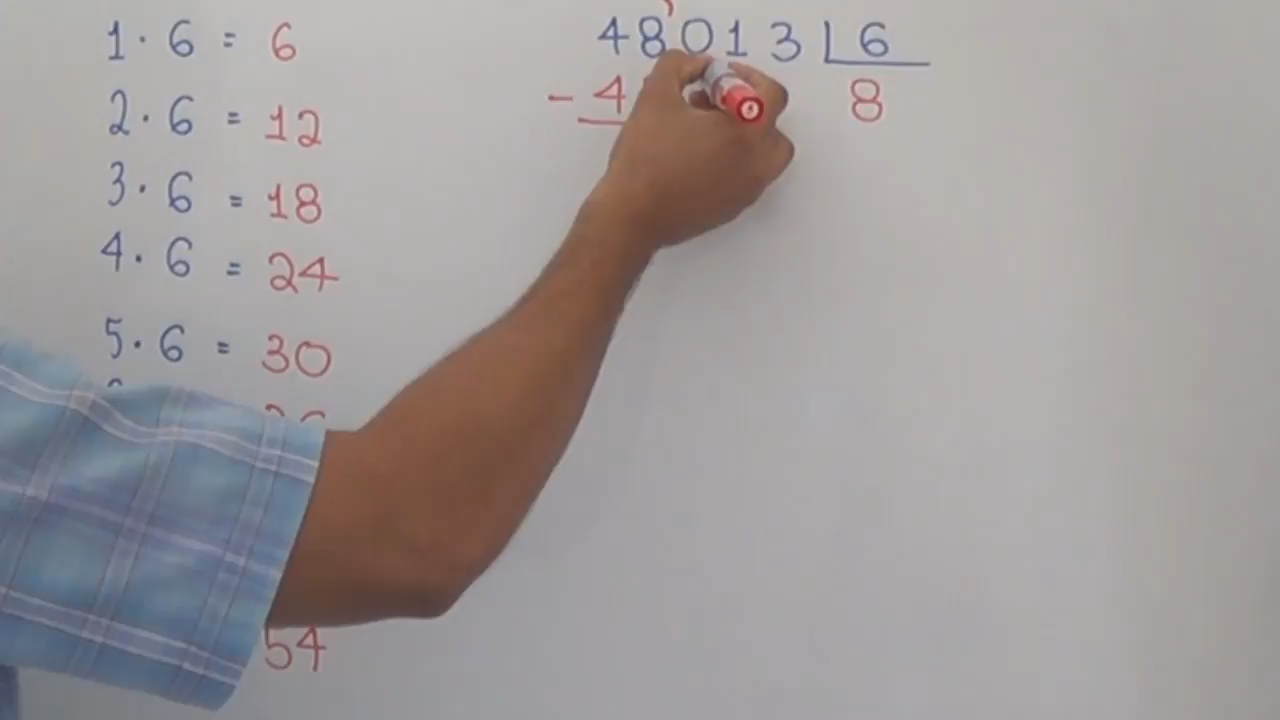 1 · 6 = 6
2 · 6 = 12
3 · 6 = 18
4 · 6 = 24
5 · 6 = 30
54
48013 6
- 4 8